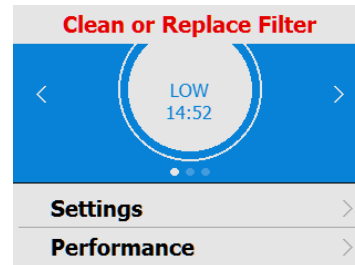 Clean or Replace Filter
LOW
14:52
Settings
Performance